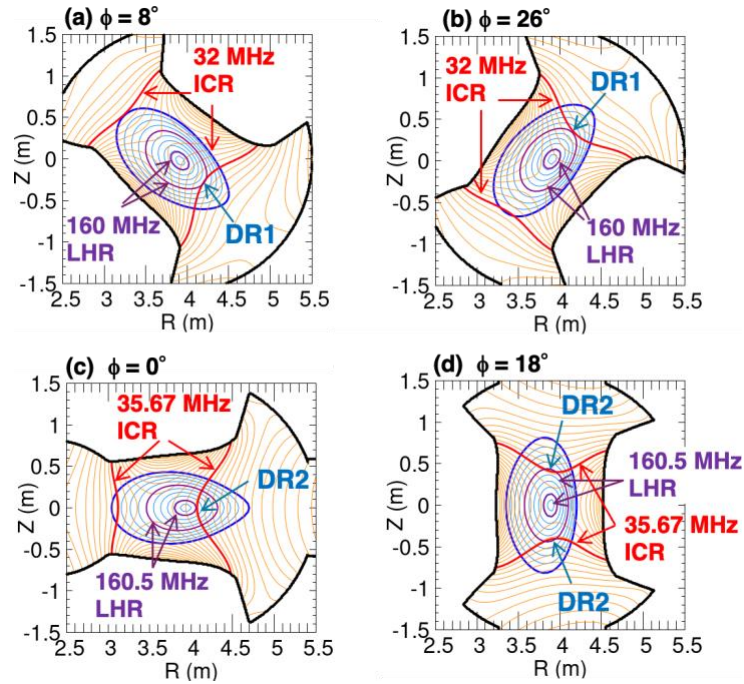 (a) ϕ = 8°
1.5
1
0.5
0
-0.5
-1
-1.5
Z (m)
32 MHz
ICR
DR1
160 MHz
LHR
2.5 3 3.5 4 4.5 5 5.5
R (m)
(b) ϕ = 26°
1.5
1
0.5
0
-0.5
-1
-1.5
Z (m)
32 MHz
ICR
DR1
160 MHz
LHR
2.5 3 3.5 4 4.5 5 5.5
R (m)
(c) ϕ = 0°
1.5
1
0.5
0
-0.5
-1
-1.5
Z (m)
35.67 MHz
ICR
DR2
160.5 MHz
LHR
2.5 3 3.5 4 4.5 5 5.5
R (m)
(d) ϕ = 18°
1.5
1
0.5
0
-0.5
-1
-1.5
Z (m)
DR2
160.5 MHz
LHR
35.67 MHz
ICR
DR2
2.5 3 3.5 4 4.5 5 5.5
R (m)